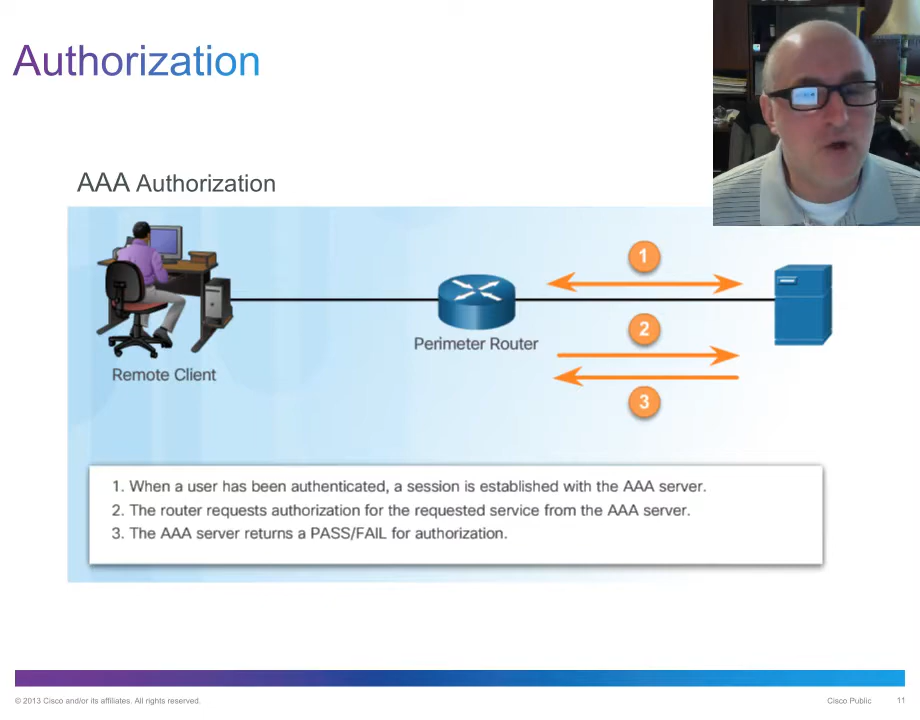 Authorization
AAA Authorization
1
2
3
Perimeter Router
Remote Client
1. When a user has been authenticated, a session is established with the AAA server.
2. The router requests authorization for the requested service from the AAA server.
3. The AAA server returns a PASS/FAIL for authorization.
© 2013 Cisco and/or its affiliates. All rights reserved.
Cisco Public
11